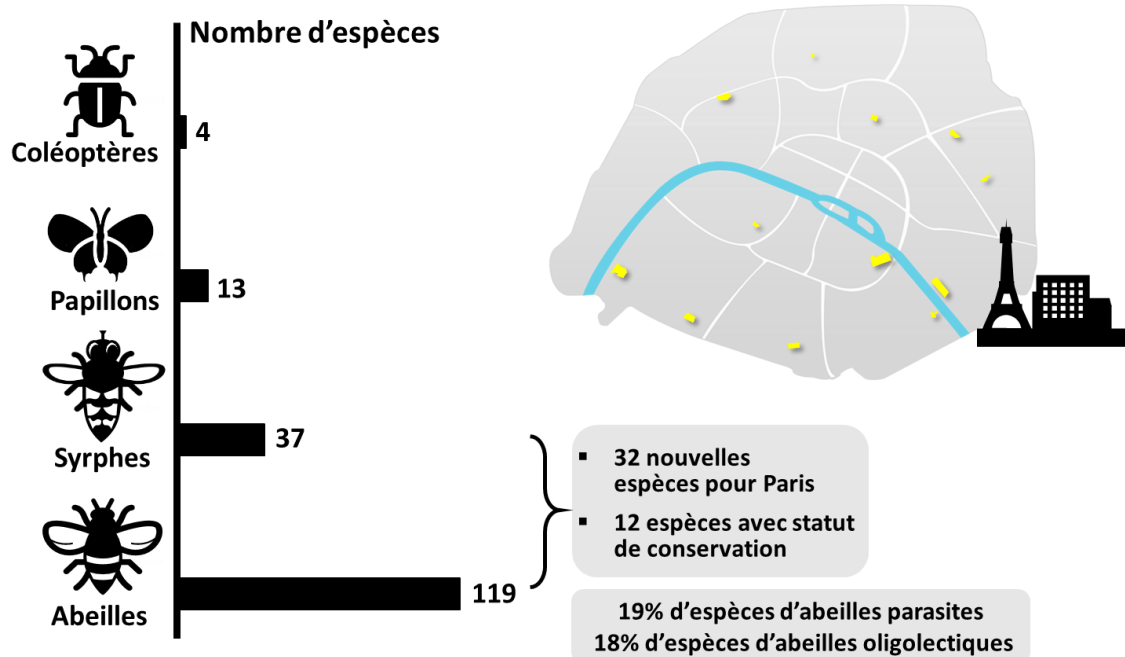 Nombre d’espèces
4
Coléoptères
13
Papillons
37
Syrphes
119
Abeilles
▪ 32 nouvelles
espèces pour Paris
▪ 12 espèces avec statut
de conservation
19% d’espèces d’abeilles parasites
18% d’espèces d’abeilles oligolectiques